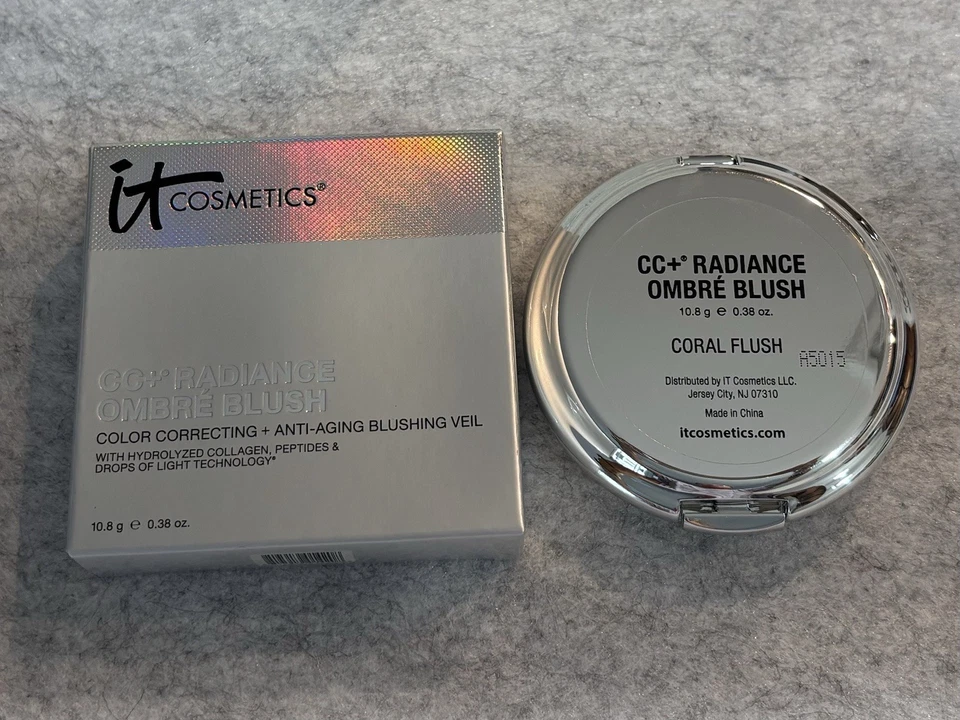 it COSMETICS®
CC+® RADIANCE
OMBRÉ BLUSH
COLOR CORRECTING + ANTI-AGING BLUSHING VEIL
WITH HYDROLYZED COLLAGEN, PEPTIDES &
DROPS OF LIGHT TECHNOLOGY®
10.8 g ℮ 0.38 oz.
CC+® RADIANCE
OMBRÉ BLUSH
10.8 g ℮ 0.38 oz.
CORAL FLUSH
A5015
Distributed by IT Cosmetics LLC.
Jersey City, NJ 07310
Made in China
itcosmetics.com